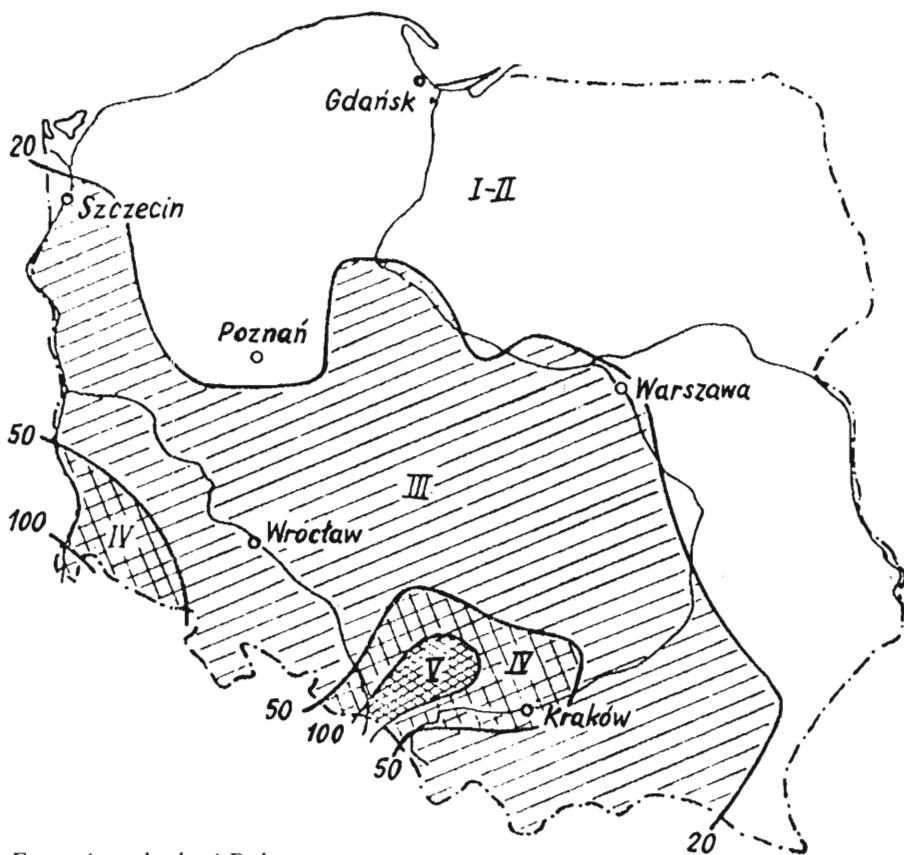 Gdańsk
20
I-II
Szczecin
Poznań
Warszawa
50
III
100
IV
Wrocław
V
IV
50
100
Kraków
50
20